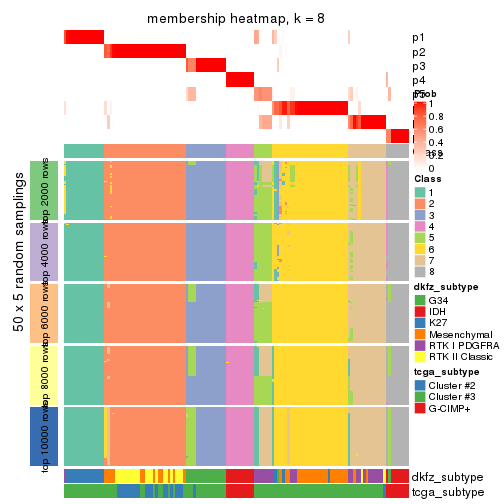 membership heatmap, k = 8
p1
p2
p3
p4
Prob
1
0.8
0.6
0.4
0.2
0
50 x 5 random samplings
top 2000 rows
top 4000 rows
top 6000 rows
top 8000 rows
top 10000 rows
Class
1
2
3
4
5
6
7
8
dkfz_subtype
G34
IDH
K27
Mesenchymal
RTK I PDGFRA
RTK II Classic
tcga_subtype
Cluster #2
Cluster #3
G-CIMP+
dkfz_subtype
tcga_subtype